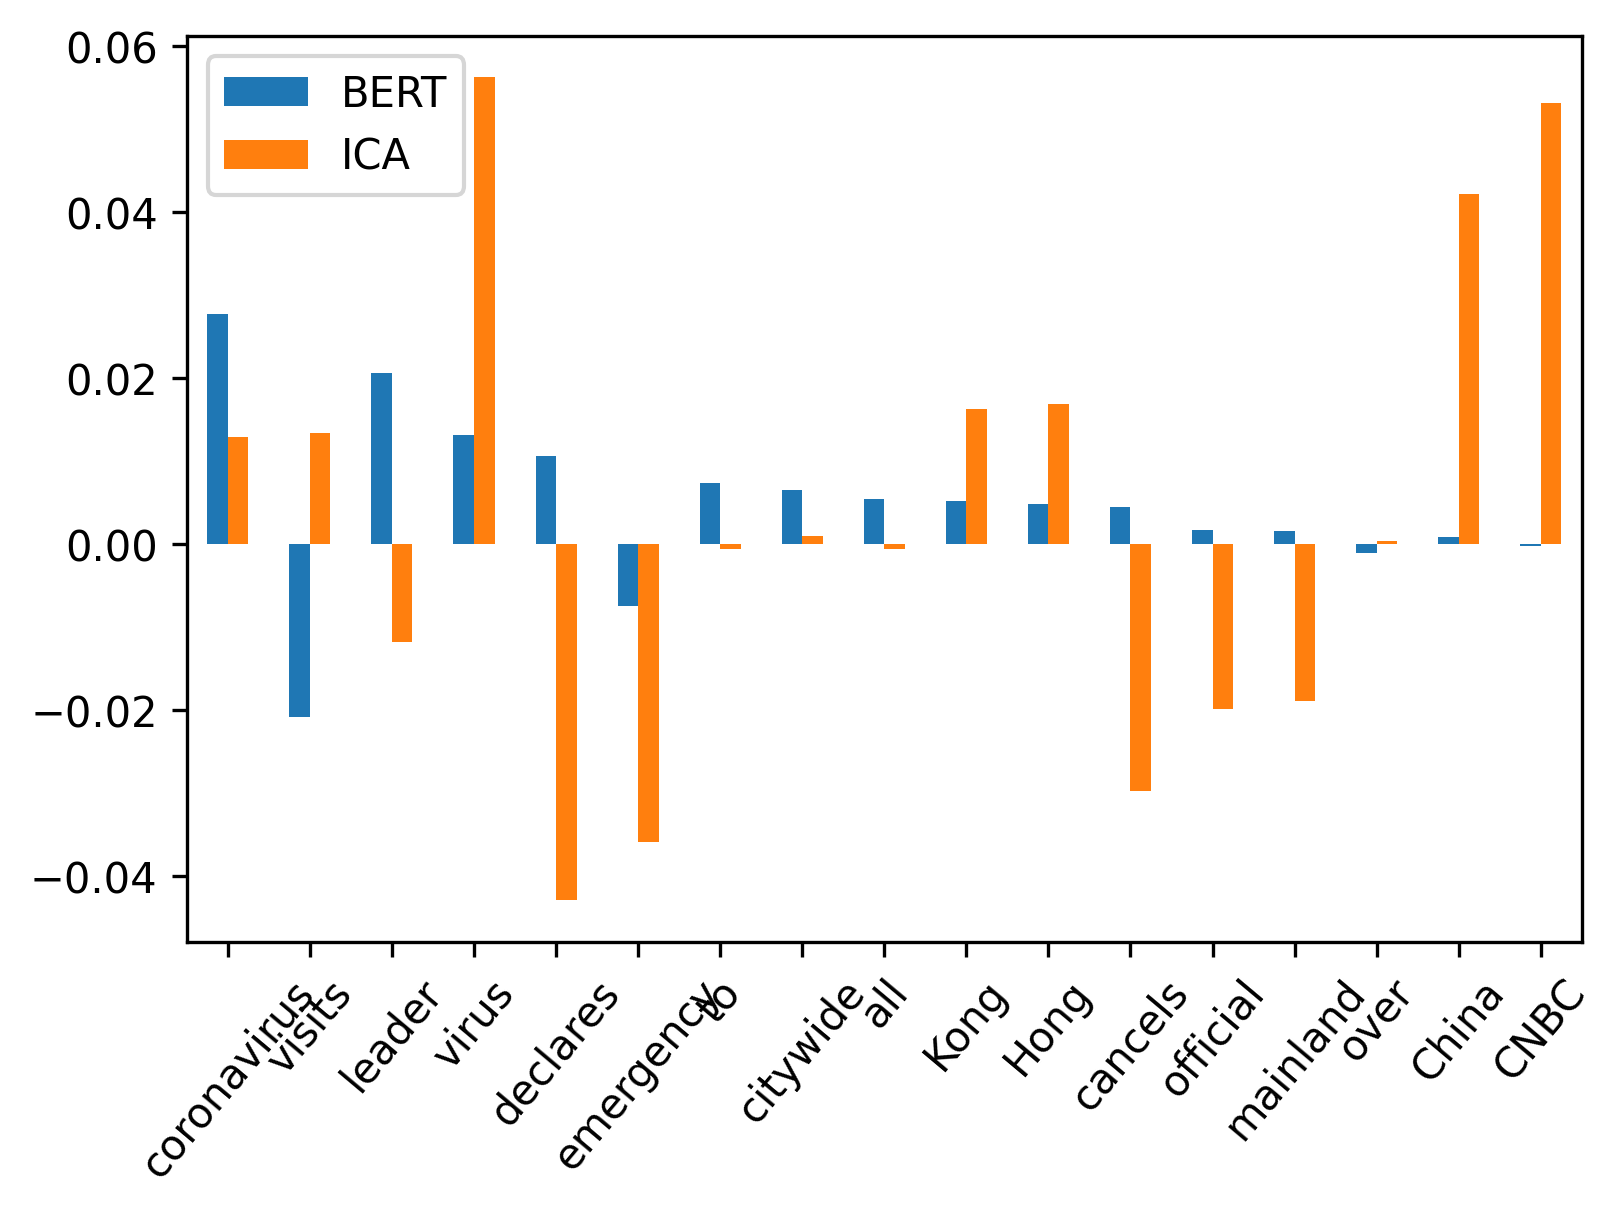 0.06
0.04
0.02
0.00
−0.02
−0.04
BERT
ICA
coronavirus
visits
leader
virus
declares
emergency
to
citywide
all
Kong
Hong
cancels
official
mainland
over
China
CNBC